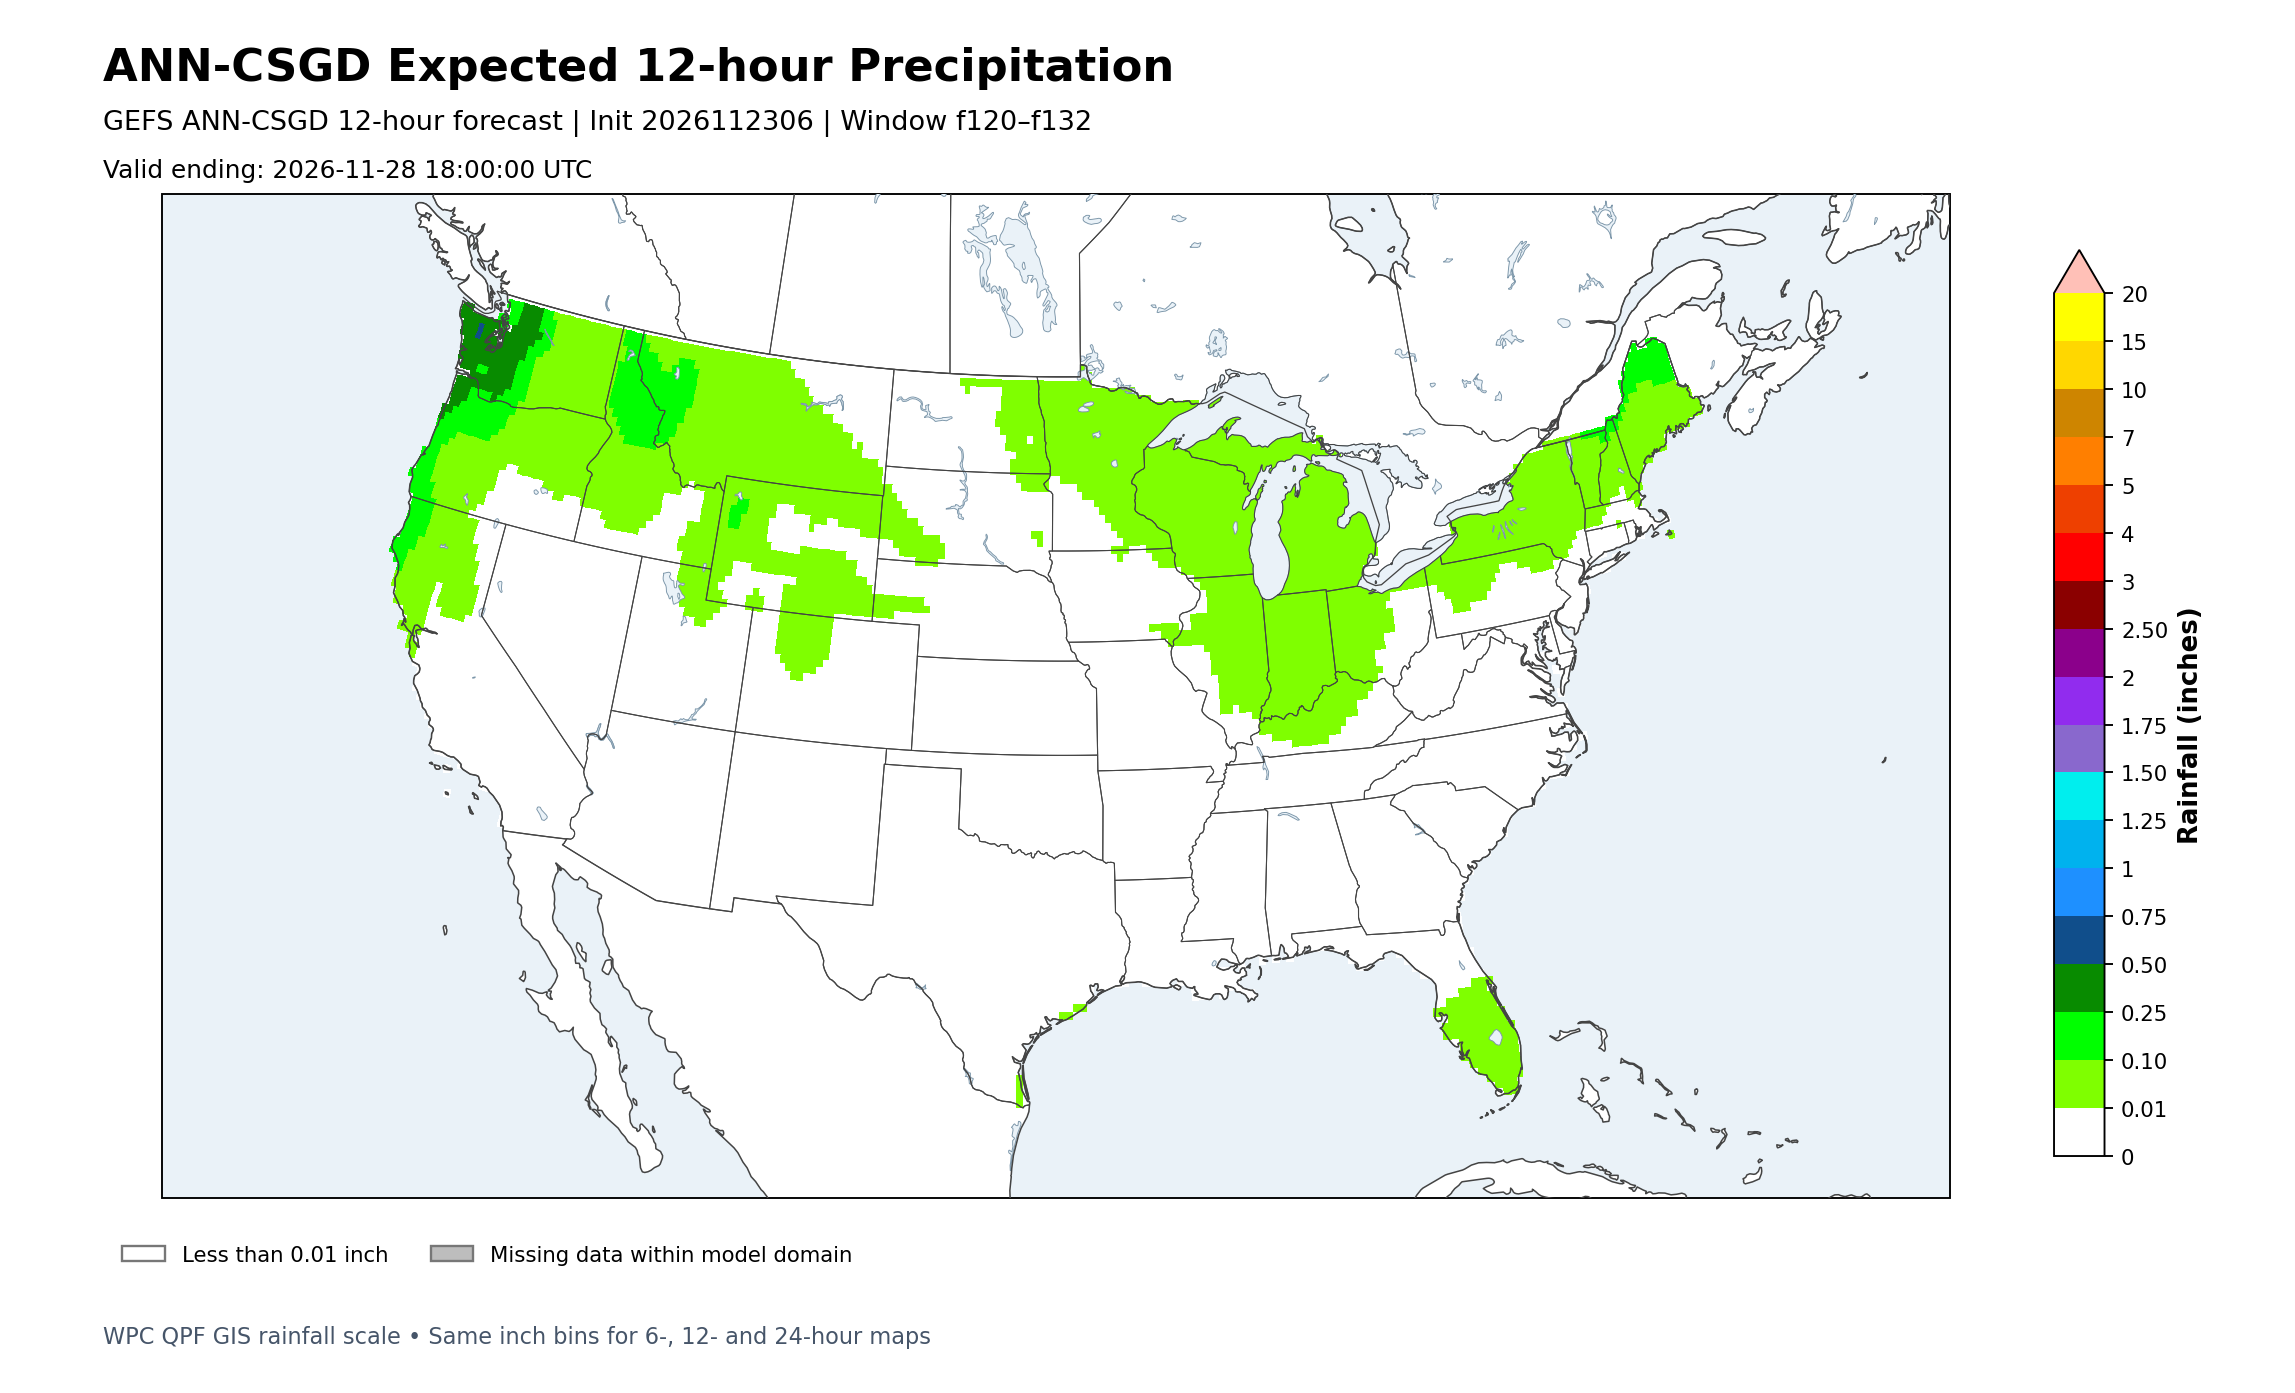 ANN-CSGD Expected 12-hour Precipitation
GEFS ANN-CSGD 12-hour forecast | Init 2026112306 | Window f120–f132
Valid ending: 2026-11-28 18:00:00 UTC
20
15
10
7
5
4
3
2.50
2
1.75
1.50
1.25
1
0.75
0.50
0.25
0.10
0.01
0
Rainfall (inches)
Less than 0.01 inch
Missing data within model domain
WPC QPF GIS rainfall scale • Same inch bins for 6-, 12- and 24-hour maps